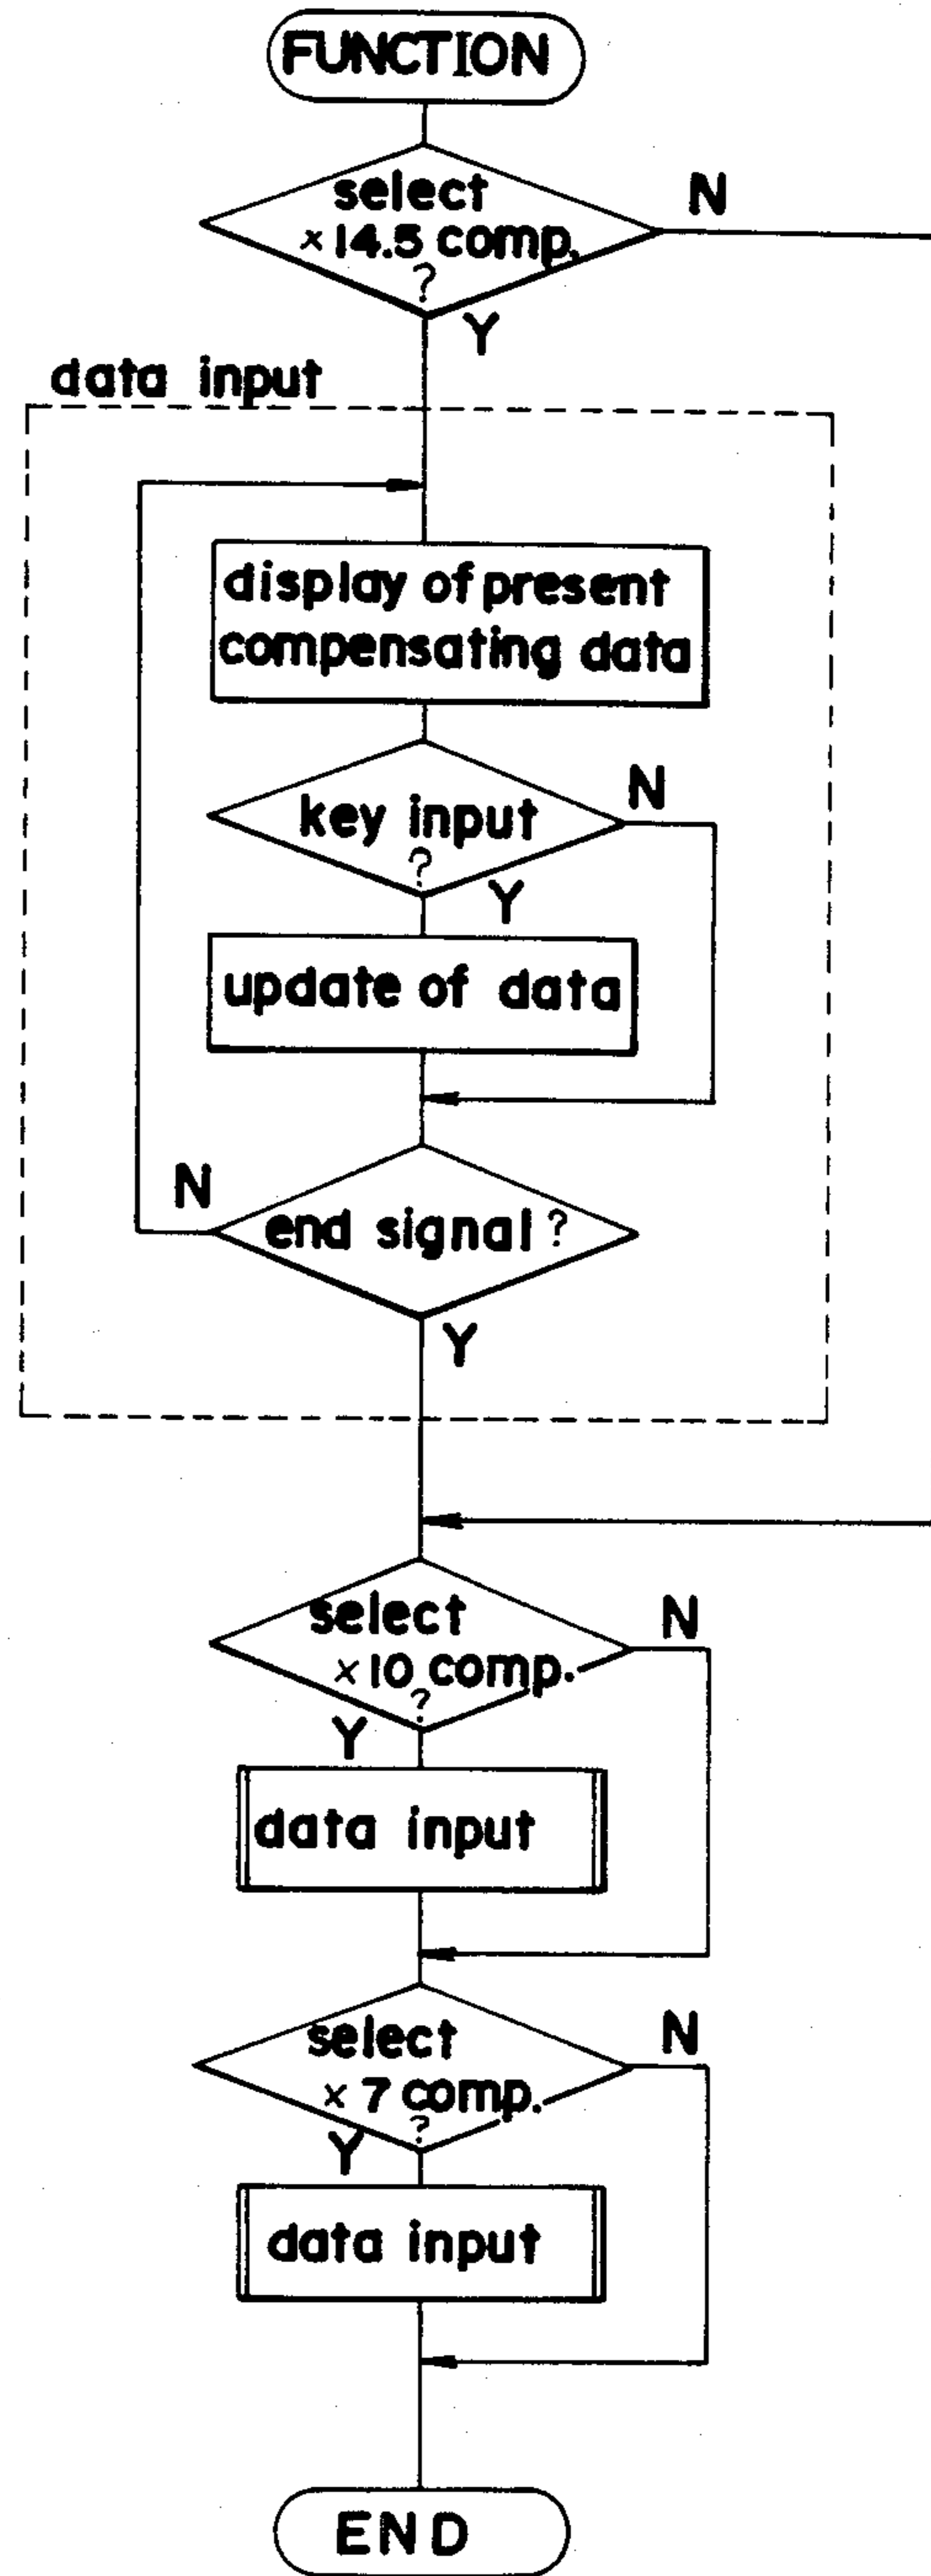 FUNCTION
select
× 14.5 comp.
?
N
Y
data input
display of present
compensating data
key input
?
N
Y
update of data
N
end signal?
Y
select
× 10 comp.
?
N
Y
data input
select
× 7 comp.
?
N
Y
data input
END